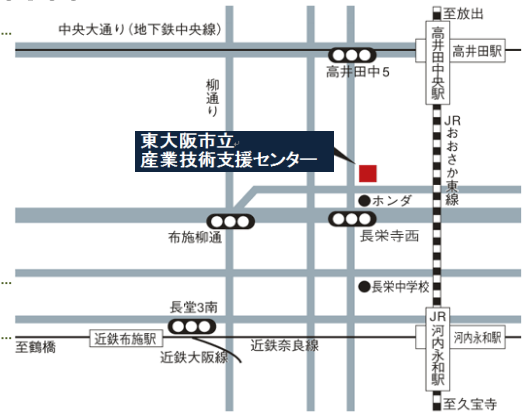 至放出
中央大通り(地下鉄中央線)
高井田中央駅
高井田駅
高井田中5
柳通り
JRおおさか東線
東大阪市立
産業技術支援センター
ホンダ
布施柳通
長栄寺西
長栄中学校
長堂3南
JR河内永和駅
近鉄布施駅
河内永和駅
至鶴橋
近鉄大阪線
近鉄奈良線
至久宝寺